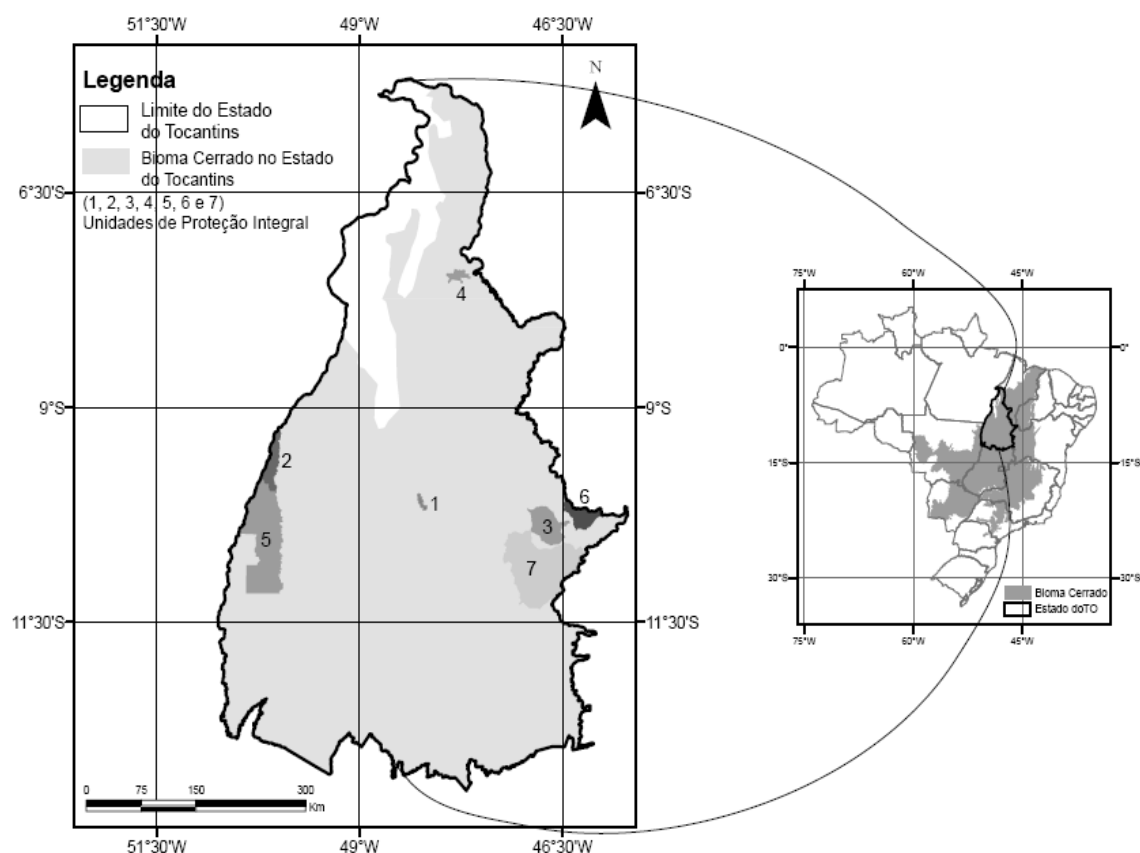 51°30'W 49°W 46°30'W
Legenda
Limite do Estado
do Tocantins
Bioma Cerrado no Estado
do Tocantins
(1, 2, 3, 4, 5, 6 e 7)
Unidades de Proteção Integral
N
6°30'S 6°30'S
4
9°S 9°S
2
1
6
3
5
7
11°30'S 11°30'S
0 75 150 300
Km
51°30'W 49°W 46°30'W
75°W 60°W 45°W
0° 0°
15°S 15°S
30°S 30°S
Bioma Cerrado
Estado doTO
75°W 60°W 45°W